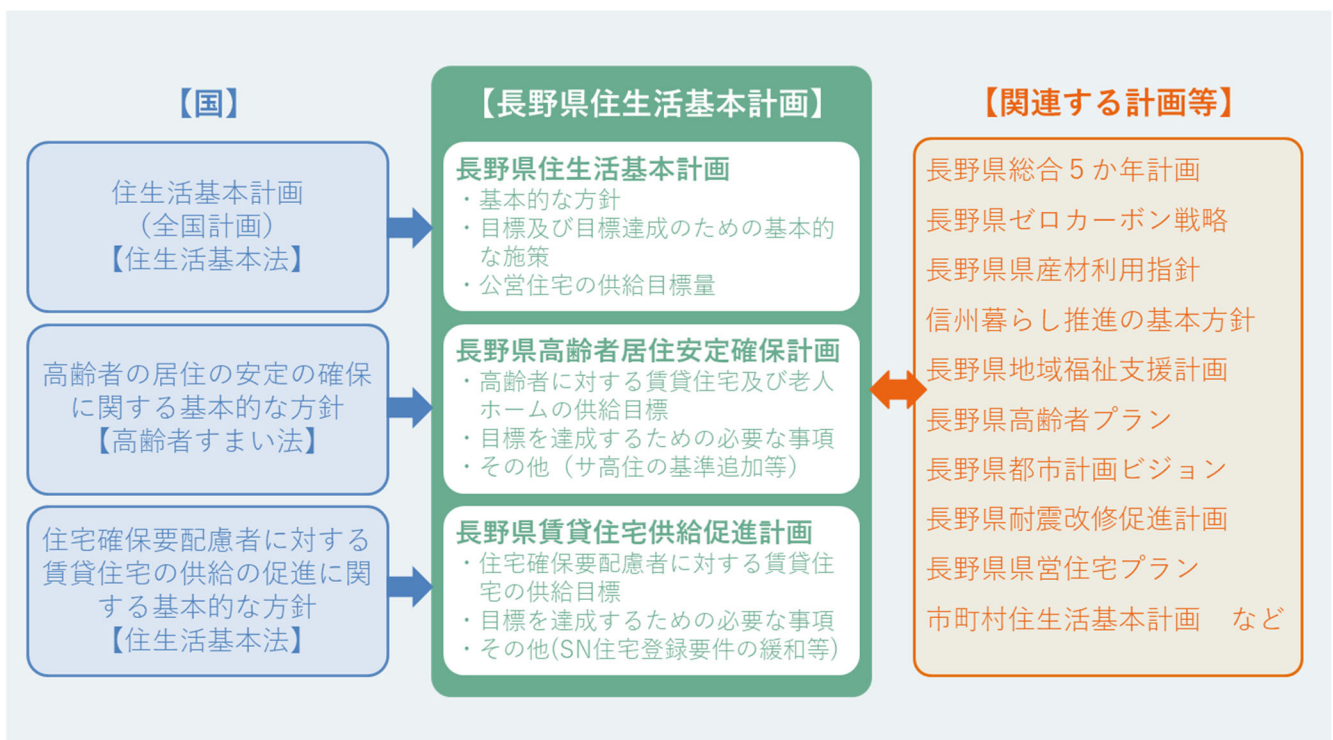 【国】
住生活基本計画
（全国計画）
【住生活基本法】
高齢者の居住の安定の確保
に関する基本的な方針
【高齢者すまい法】
住宅確保要配慮者に対する
賃貸住宅の供給の促進に関
する基本的な方針
【住生活基本法】
【長野県住生活基本計画】
長野県住生活基本計画
・基本的な方針
・目標及び目標達成のための基本的
な施策
・公営住宅の供給目標量
長野県高齢者居住安定確保計画
・高齢者に対する賃貸住宅及び老人
ホームの供給目標
・目標を達成するための必要な事項
・その他（サ高住の基準追加等）
長野県賃貸住宅供給促進計画
・住宅確保要配慮者に対する賃貸住
宅の供給目標
・目標を達成するための必要な事項
・その他(SN住宅登録要件の緩和等)
【関連する計画等】
長野県総合５か年計画
長野県ゼロカーボン戦略
長野県県産材利用指針
信州暮らし推進の基本方針
長野県地域福祉支援計画
長野県高齢者プラン
長野県都市計画ビジョン
長野県耐震改修促進計画
長野県県営住宅プラン
市町村住生活基本計画　など